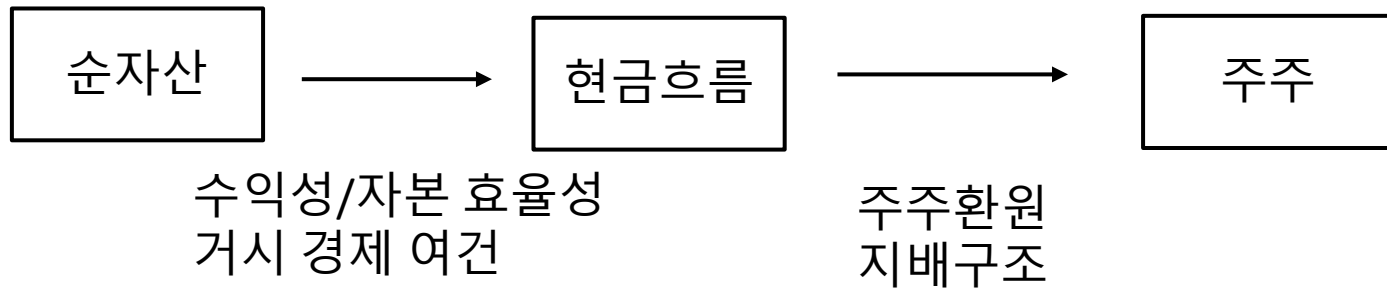 순자산
현금흐름
주주
수익성/자본 효율성
거시 경제 여건
주주환원
지배구조